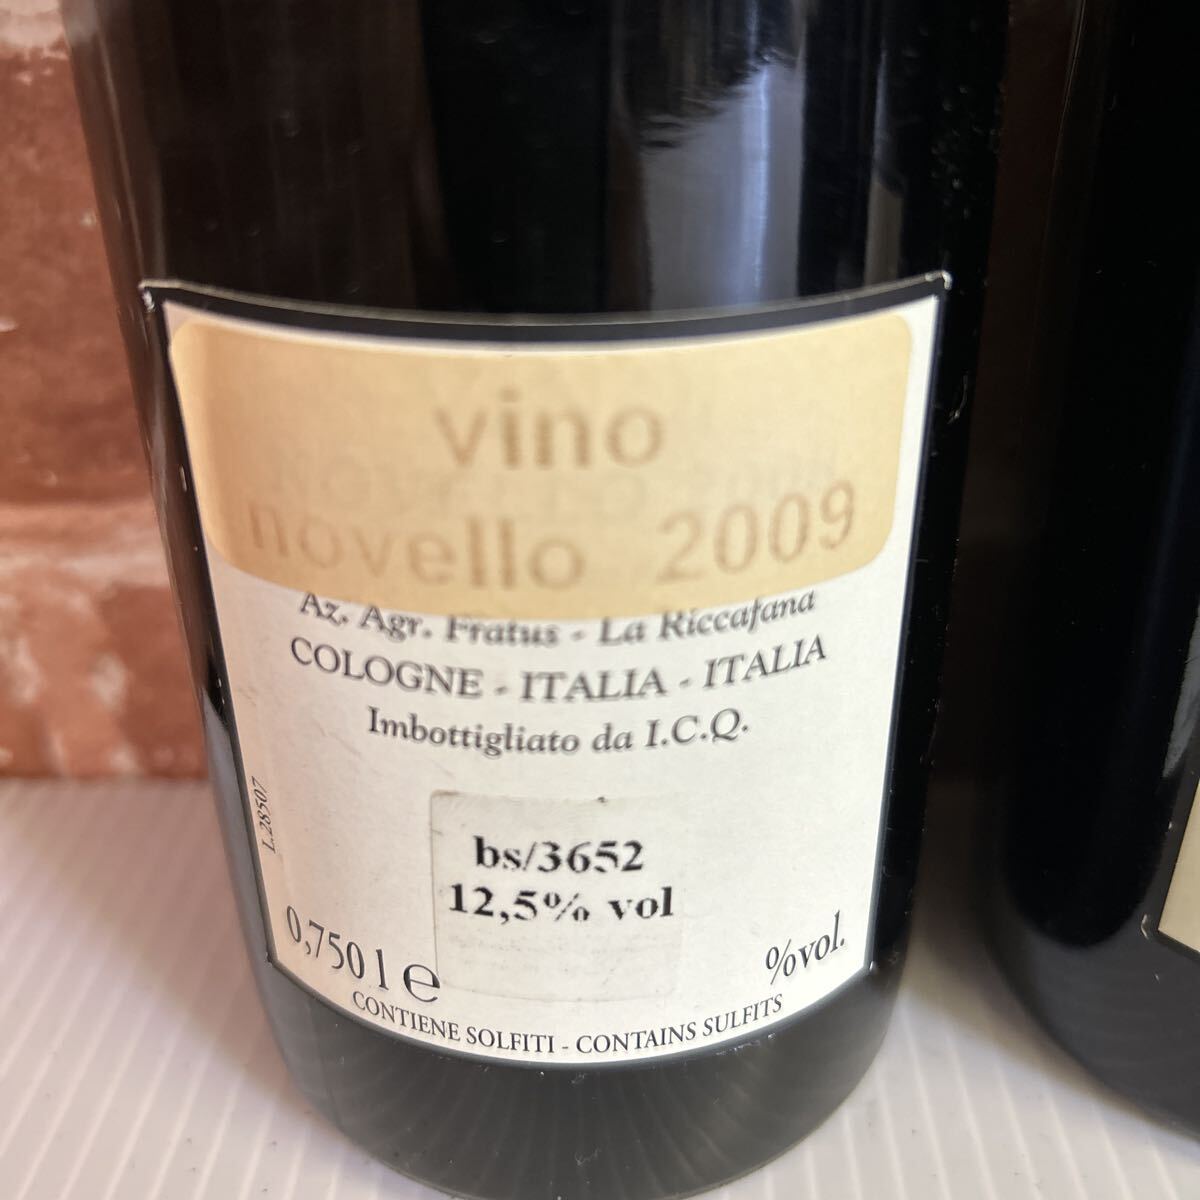 vino
novello 2009
Az. Agr. Fratus - La Riccafana
COLOGNE - ITALIA - ITALIA
Imbottigliato da I.C.Q.
L.28507
bs/3652
12,5% vol
0,750 l e
%vol.
CONTIENE SOLFITI - CONTAINS SULFITS